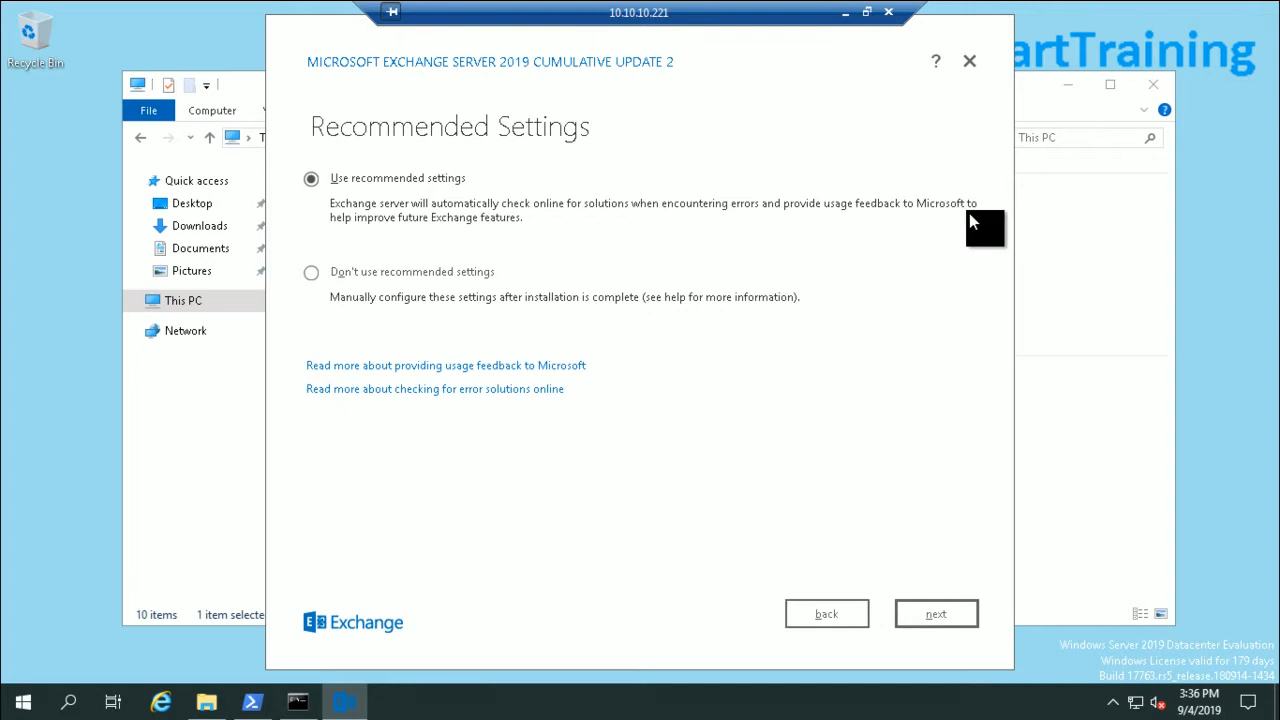 10.10.10.221
Recycle Bin
artTraining
MICROSOFT EXCHANGE SERVER 2019 CUMULATIVE UPDATE 2
?
File
Computer
This PC
Recommended Settings
Use recommended settings
Exchange server will automatically check online for solutions when encountering errors and provide usage feedback to Microsoft to
help improve future Exchange features.
Don't use recommended settings
Manually configure these settings after installation is complete (see help for more information).
Read more about providing usage feedback to Microsoft
Read more about checking for error solutions online
Quick access
Desktop
Downloads
Documents
Pictures
This PC
Network
10 items
1 item selecte
Exchange
back
next
Windows Server 2019 Datacenter Evaluation
Windows License valid for 179 days
Build 17763.rs5_release.180914-1434
3:36 PM
9/4/2019